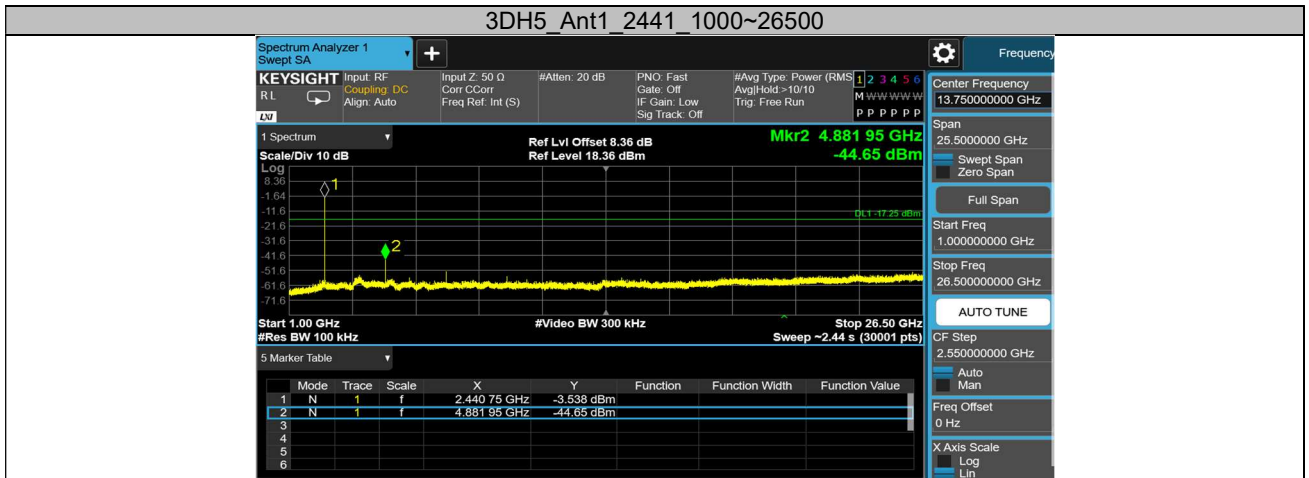 3DH5_Ant1_2441_1000~26500
Spectrum Analyzer 1
Swept SA
+
Frequency
KEYSIGHT
RL
LXI
Input: RF
Coupling: DC
Align: Auto
Input Z: 50 Ω
Corr CCorr
Freq Ref: Int (S)
#Atten: 20 dB
PNO: Fast
Gate: Off
IF Gain: Low
Sig Track: Off
#Avg Type: Power (RMS
Avg|Hold:>10/10
Trig: Free Run
1 2 3 4 5 6
M W W W W W
P P P P P P
1 Spectrum
Scale/Div 10 dB
Ref Lvl Offset 8.36 dB
Ref Level 18.36 dBm
Mkr2 4.881 95 GHz
-44.65 dBm
Log
8.36
-1.64
-11.6
-21.6
-31.6
-41.6
-51.6
-61.6
-71.6
1
2
DL1 -17.25 dBm
Start 1.00 GHz
#Res BW 100 kHz
#Video BW 300 kHz
Stop 26.50 GHz
Sweep ~2.44 s (30001 pts)
5 Marker Table
Mode Trace Scale X Y Function Function Width Function Value
1 N 1 f 2.440 75 GHz -3.538 dBm
2 N 1 f 4.881 95 GHz -44.65 dBm
3
4
5
6
Center Frequency
13.750000000 GHz
Span
25.5000000 GHz
Swept Span
Zero Span
Full Span
Start Freq
1.000000000 GHz
Stop Freq
26.500000000 GHz
AUTO TUNE
CF Step
2.550000000 GHz
Auto
Man
Freq Offset
0 Hz
X Axis Scale
Log
Lin